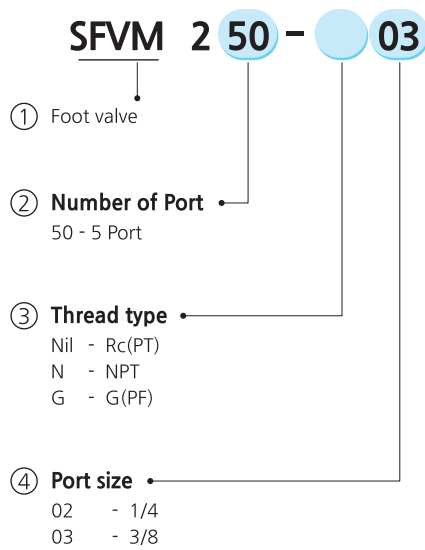 SFVM 2 50 - 03
① Foot valve
② Number of Port
50 - 5 Port
③ Thread type
Nil - Rc(PT)
N - NPT
G - G(PF)
④ Port size
02 - 1/4
03 - 3/8